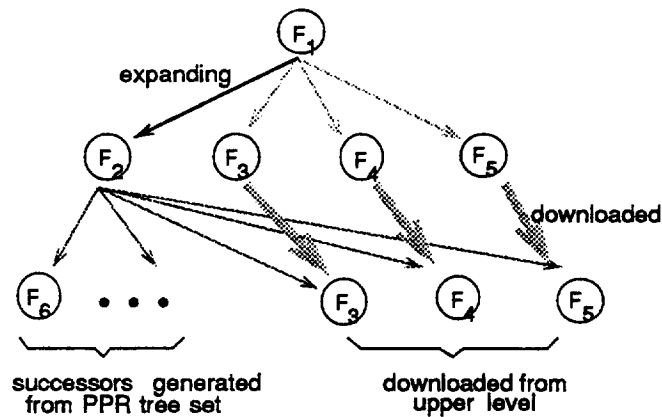 F1
expanding
F2 F3 F4 F5
downloaded
F6 • • • F3 F4 F5
successors generated
from PPR tree set
downloaded from
upper level